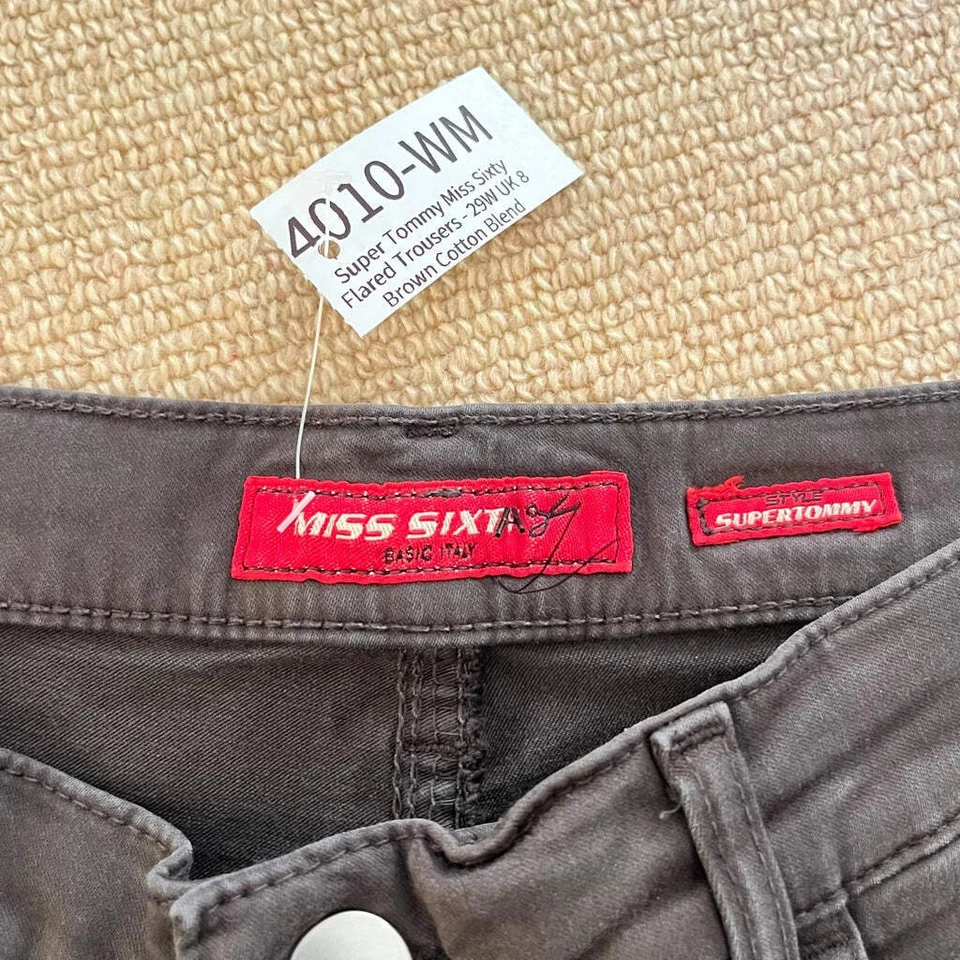 4010-WM
Super Tommy Miss Sixty
Flared Trousers - 29W UK 8
Brown Cotton Blend
MISS SIXTY
BASIC ITALY
STYLE
SUPERTOMMY